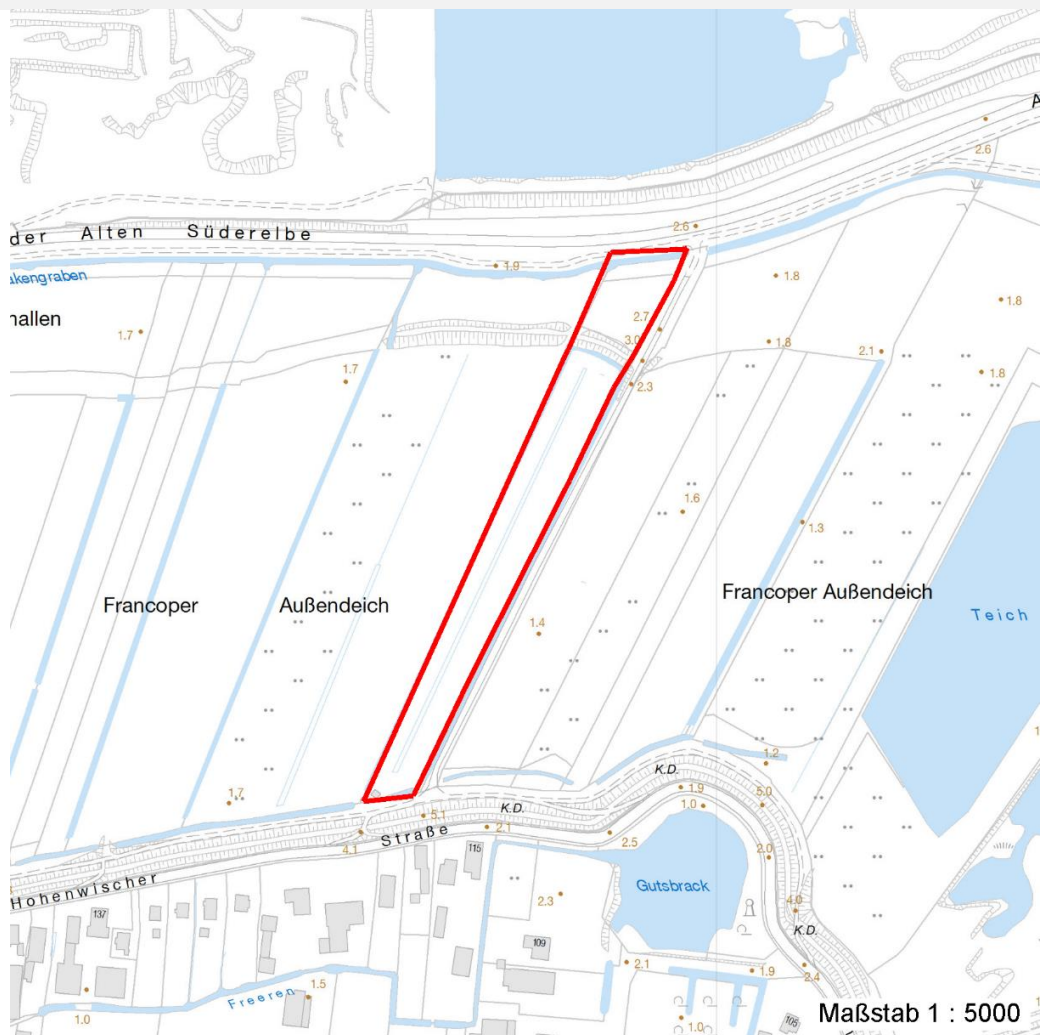 A
2.6
der Alten Süderelbe
2.6
1.9
akengraben
1.8
nallen
1.7
2.7
1.8
3.0
1.8
2.1
1.7
2.3
1.8
1.6
1.3
Francoper Außendeich
Francoper Außendeich
1.4
Teich
1.2
K.D.
1.7
1.9
1.0
5.0
K.D.
5.1
4.1
Straße
2.1
2.5
2.0
Hohenwischer
115
Gutsbrack
137
2.3
4.0
K.D.
109
2.1
1.9
2.4
Freeren
1.5
1.0
1.0
105
Maßstab 1 : 5000